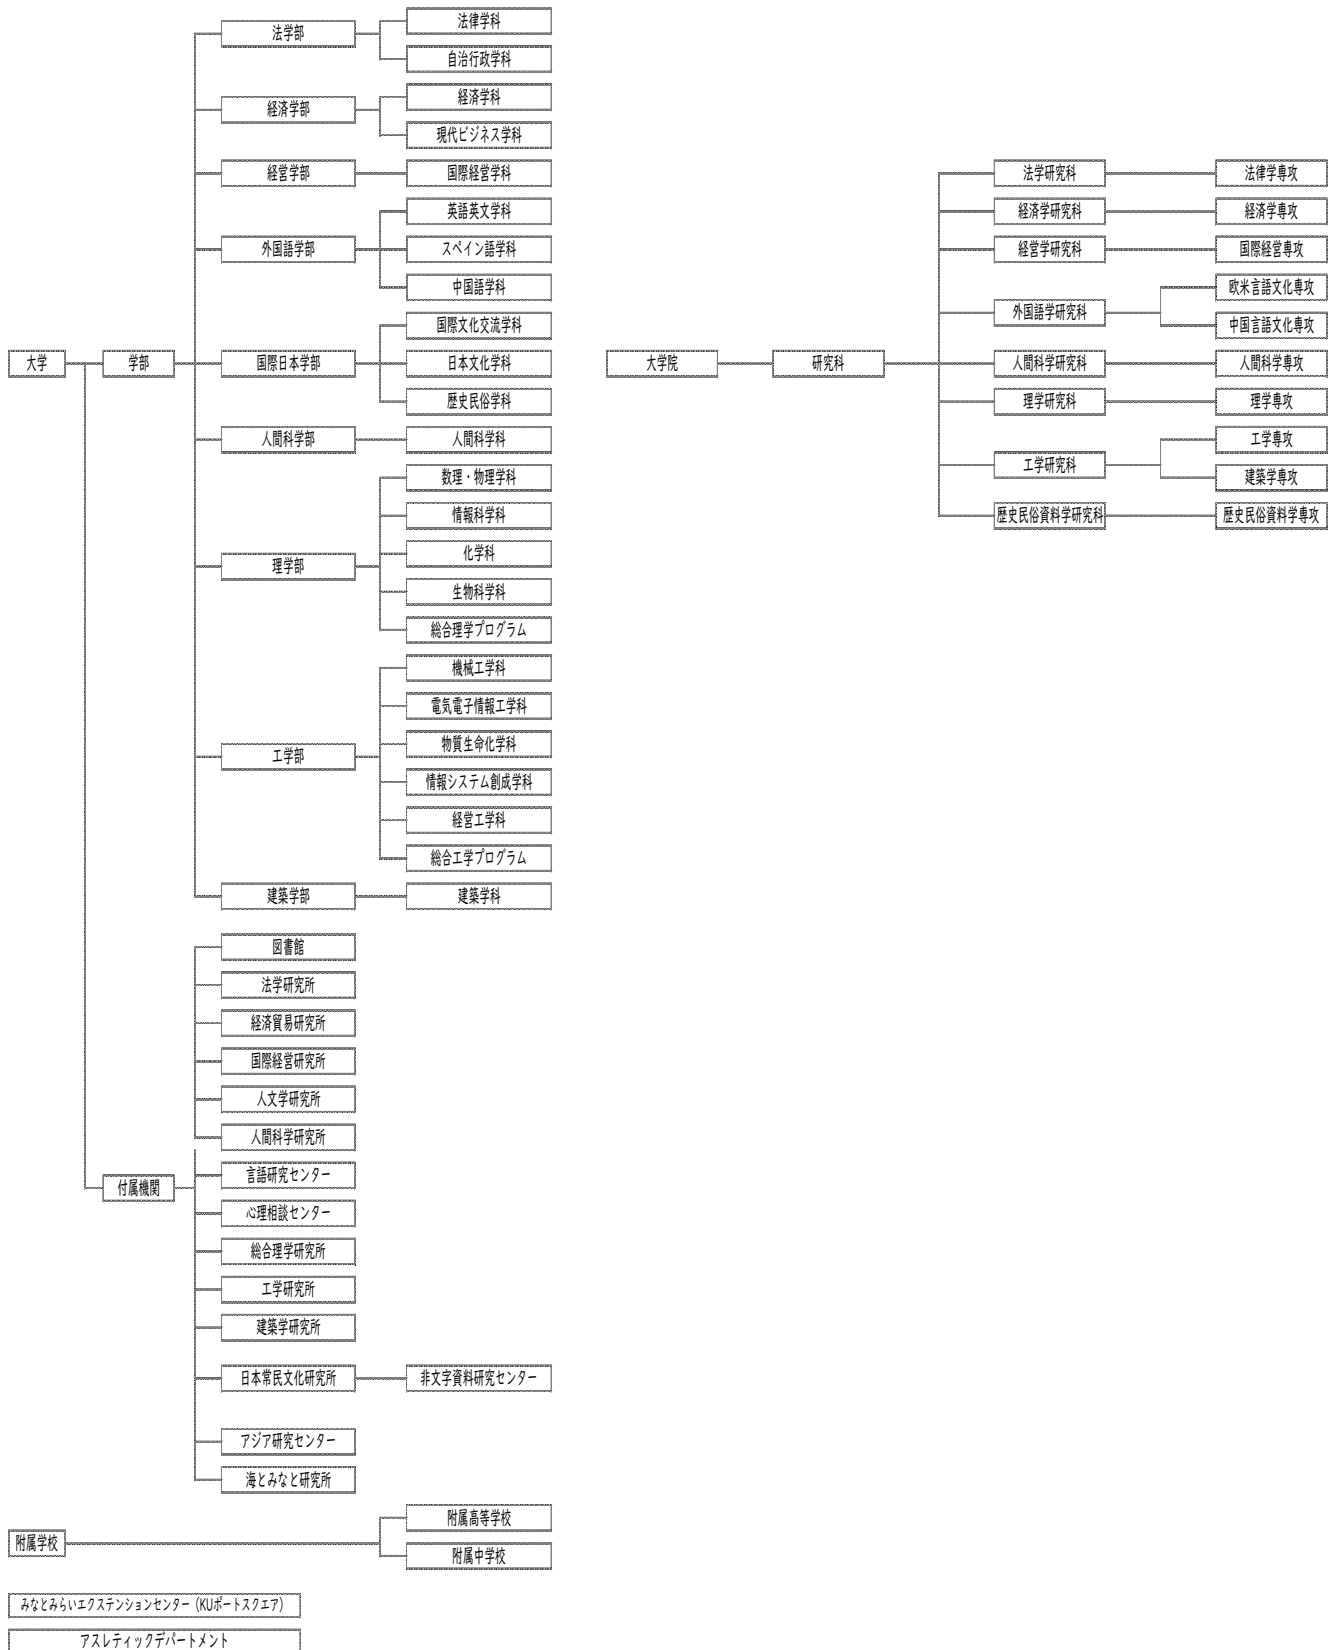 大学
学部
法学部
法律学科
自治行政学科
経済学部
経済学科
現代ビジネス学科
経営学部
国際経営学科
外国語学部
英語英文学科
スペイン語学科
中国語学科
国際日本学部
国際文化交流学科
日本文化学科
歴史民俗学科
人間科学部
人間科学科
理学部
数理・物理学科
情報科学科
化学科
生物科学科
総合理学プログラム
工学部
機械工学科
電気電子情報工学科
物質生命化学科
情報システム創成学科
経営工学科
総合工学プログラム
建築学部
建築学科
付属機関
図書館
法学研究所
経済貿易研究所
国際経営研究所
人文学研究所
人間科学研究所
言語研究センター
心理相談センター
総合理学研究所
工学研究所
建築学研究所
日本常民文化研究所
非文字資料研究センター
アジア研究センター
海とみなと研究所
附属学校
附属高等学校
附属中学校
みなとみらいエクステンションセンター（KUポートスクエア）
アスレティックデパートメント
大学院
研究科
法学研究科
法律学専攻
経済学研究科
経済学専攻
経営学研究科
国際経営専攻
外国語学研究科
欧米言語文化専攻
中国言語文化専攻
人間科学研究科
人間科学専攻
理学研究科
理学専攻
工学研究科
工学専攻
建築学専攻
歴史民俗資料学研究科
歴史民俗資料学専攻